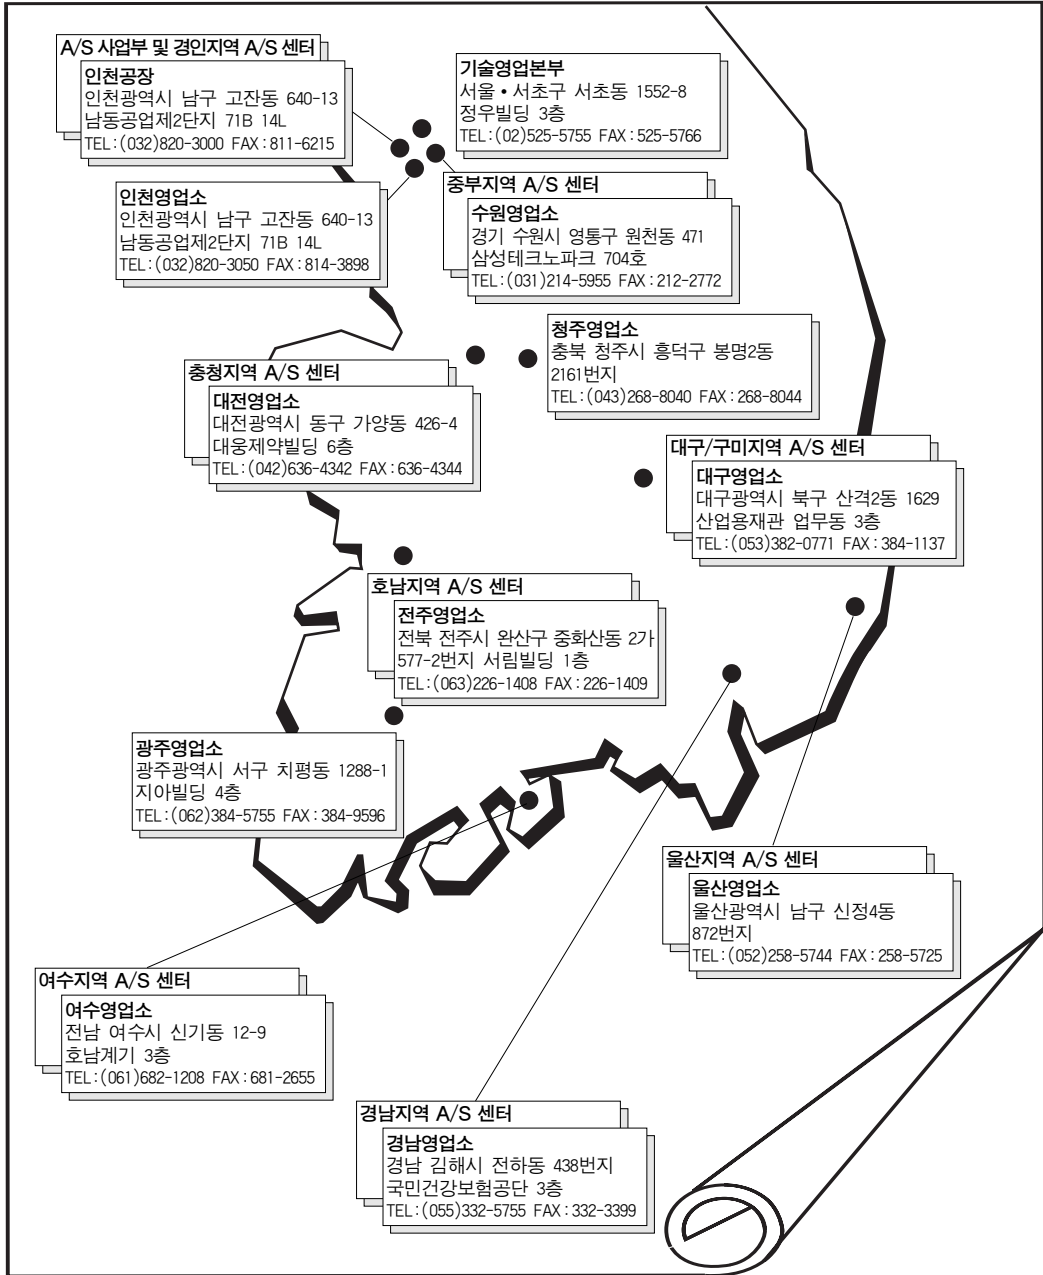 A/S 사업부 및 경인지역 A/S 센터
인천공장
인천광역시 남구 고잔동 640-13
남동공업제2단지 71B 14L
TEL:(032)820-3000 FAX:811-6215
기술영업본부
서울•서초구 서초동 1552-8
정우빌딩 3층
TEL:(02)525-5755 FAX:525-5766
인천영업소
인천광역시 남구 고잔동 640-13
남동공업제2단지 71B 14L
TEL:(032)820-3050 FAX:814-3898
중부지역 A/S 센터
수원영업소
경기 수원시 영통구 원천동 471
삼성테크노파크 704호
TEL:(031)214-5955 FAX:212-2772
청주영업소
충북 청주시 흥덕구 봉명2동
2161번지
TEL:(043)268-8040 FAX:268-8044
충청지역 A/S 센터
대전영업소
대전광역시 동구 가양동 426-4
대웅제약빌딩 6층
TEL:(042)636-4342 FAX:636-4344
대구/구미지역 A/S 센터
대구영업소
대구광역시 북구 산격2동 1629
산업용재관 업무동 3층
TEL:(053)382-0771 FAX:384-1137
호남지역 A/S 센터
전주영업소
전북 전주시 완산구 중화산동 2가
577-2번지 서림빌딩 1층
TEL:(063)226-1408 FAX:226-1409
광주영업소
광주광역시 서구 치평동 1288-1
지아빌딩 4층
TEL:(062)384-5755 FAX:384-9596
울산지역 A/S 센터
울산영업소
울산광역시 남구 신정4동
872번지
TEL:(052)258-5744 FAX:258-5725
여수지역 A/S 센터
여수영업소
전남 여수시 신기동 12-9
호남계기 3층
TEL:(061)682-1208 FAX:681-2655
경남지역 A/S 센터
경남영업소
경남 김해시 전하동 438번지
국민건강보험공단 3층
TEL:(055)332-5755 FAX:332-3399